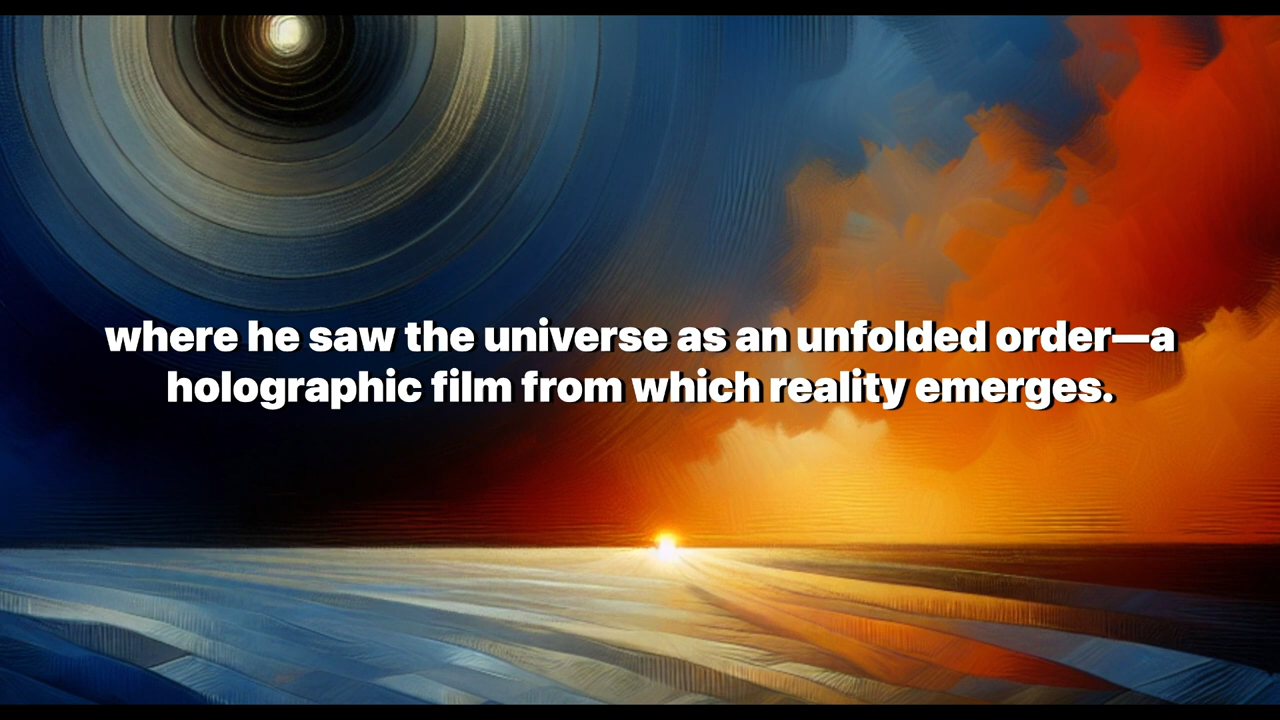 where he saw the universe as an unfolded order—a
holographic film from which reality emerges.